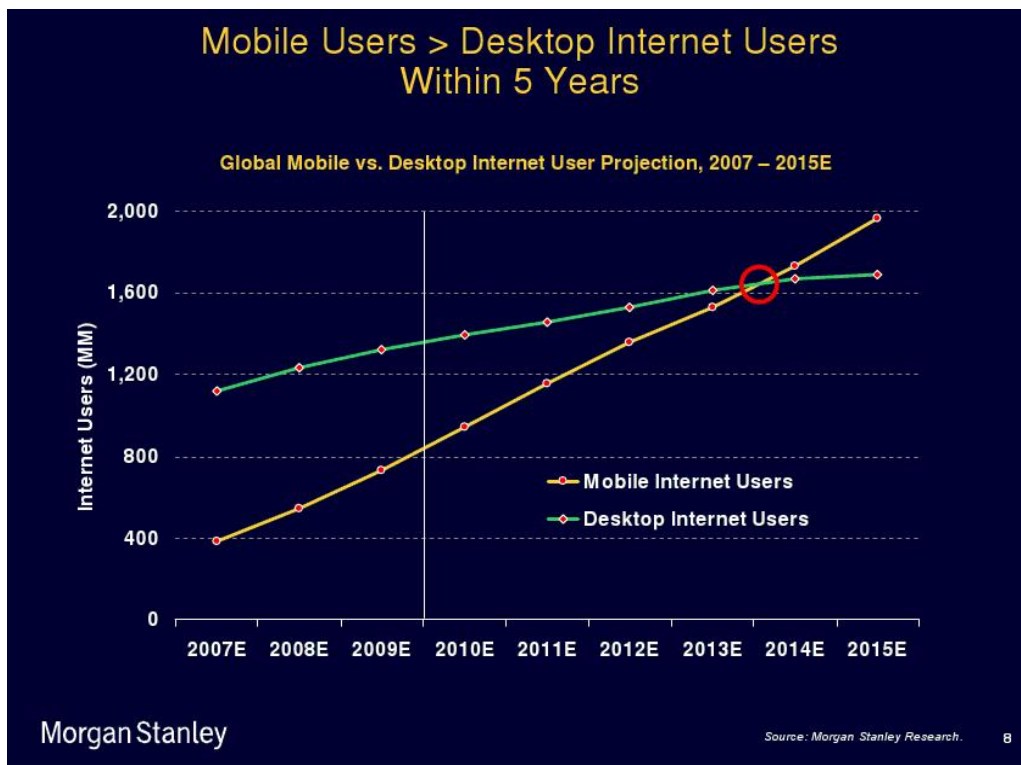 Mobile Users > Desktop Internet Users
Within 5 Years
Global Mobile vs. Desktop Internet User Projection, 2007 – 2015E
2,000
1,600
1,200
800
400
0
Internet Users (MM)
Mobile Internet Users
Desktop Internet Users
2007E 2008E 2009E 2010E 2011E 2012E 2013E 2014E 2015E
Morgan Stanley
Source: Morgan Stanley Research.
8